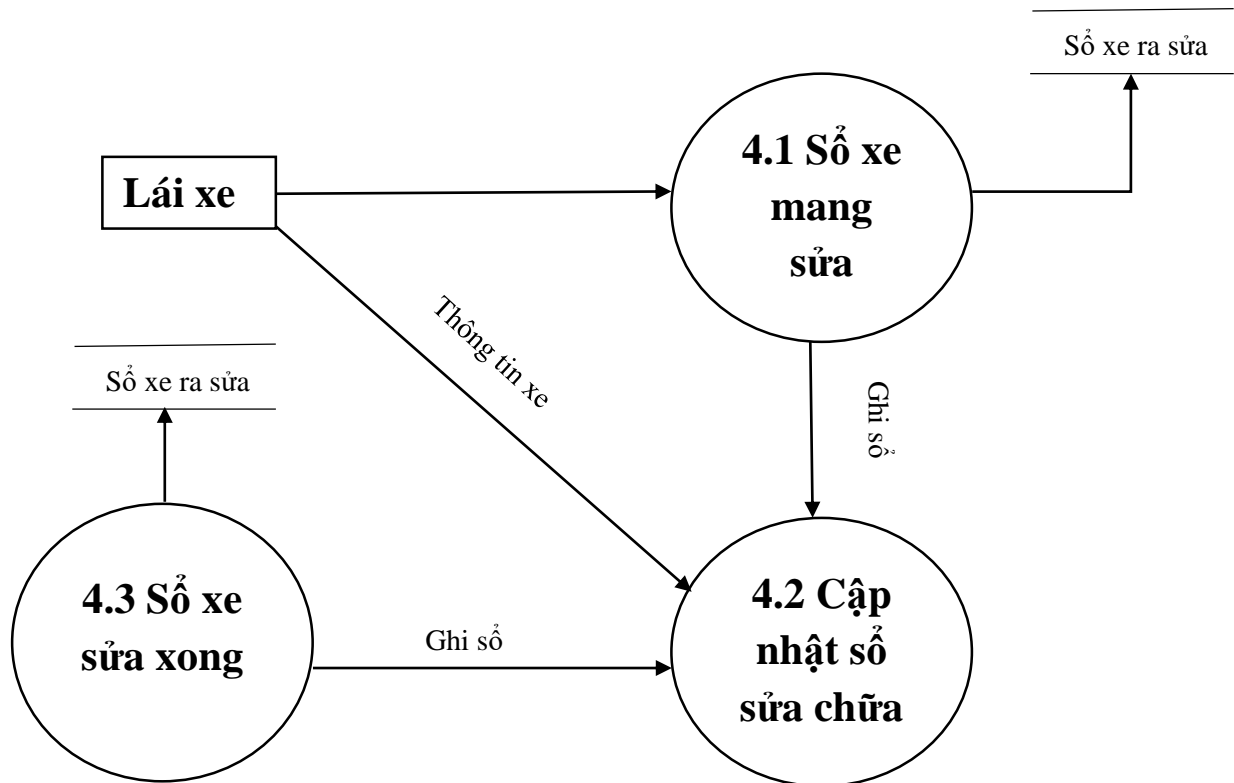 Sổ xe ra sửa
4.1 Sổ xe
mang
sửa
Lái xe
Thông tin xe
Ghi sổ
Sổ xe ra sửa
4.3 Sổ xe
sửa xong
Ghi sổ
4.2 Cập
nhật sổ
sửa chữa